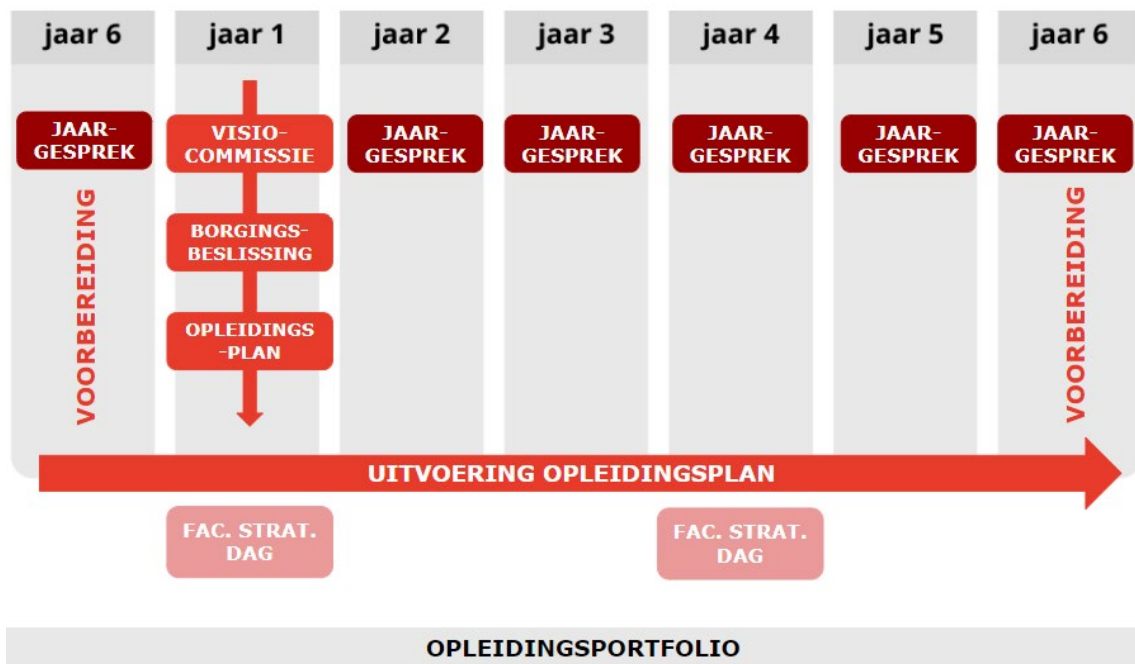 jaar 6
jaar 1
jaar 2
jaar 3
jaar 4
jaar 5
jaar 6
JAAR-
GESPREK
VISIO-
COMMISSIE
JAAR-
GESPREK
JAAR-
GESPREK
JAAR-
GESPREK
JAAR-
GESPREK
JAAR-
GESPREK
VOORBEREIDING
BORGINGS-
BESLISSING
OPLEIDINGS
-PLAN
VOORBEREIDING
UITVOERING OPLEIDINGSPLAN
FAC. STRAT.
DAG
FAC. STRAT.
DAG
OPLEIDINGSPORTFOLIO